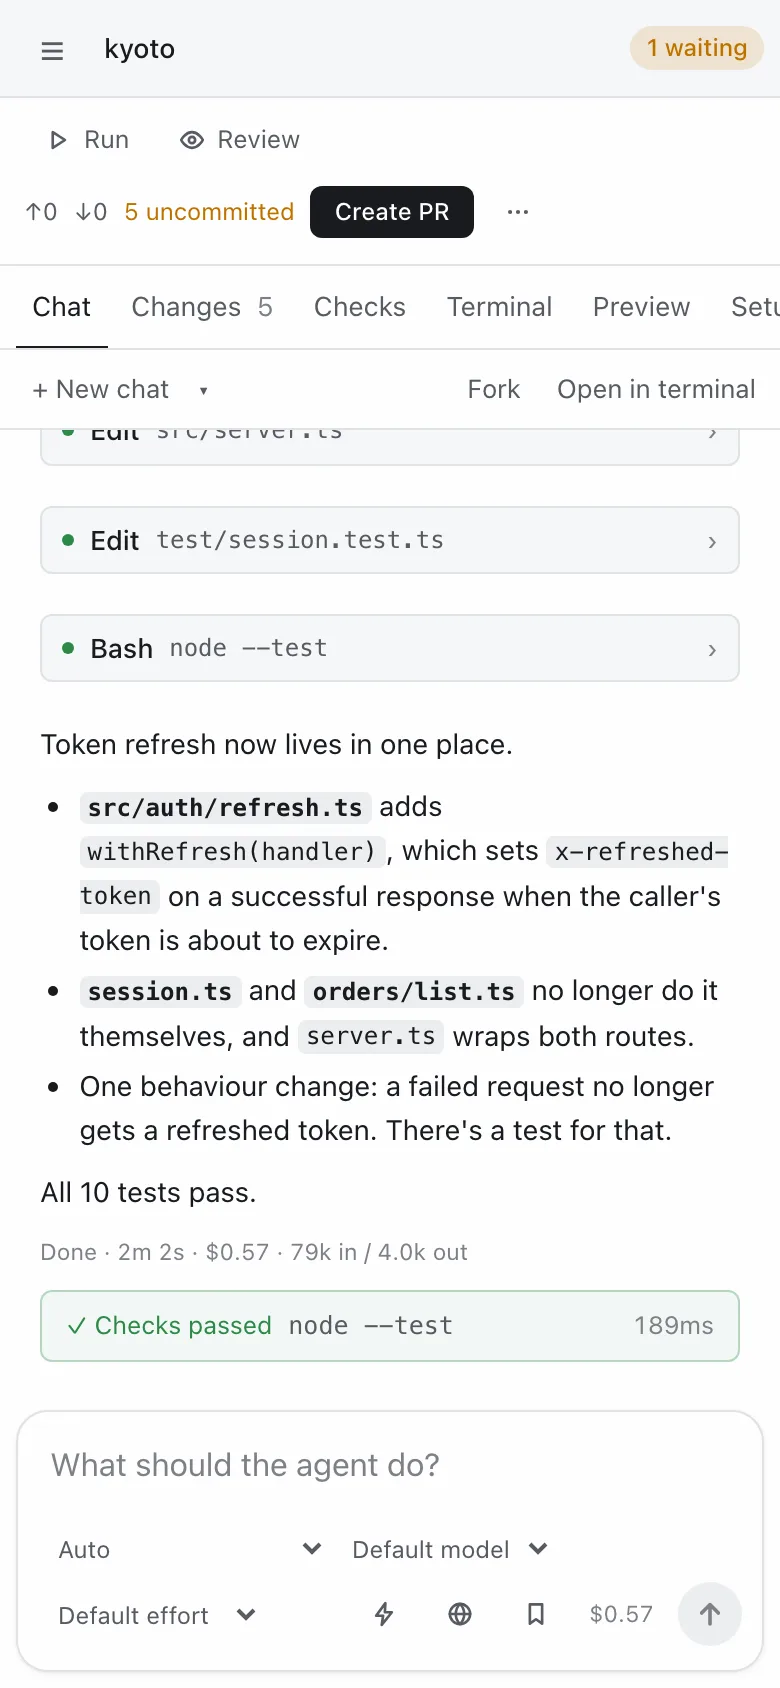 kyoto
1 waiting
Run
Review
↑0 ↓0 5 uncommitted Create PR ···
Chat Changes 5 Checks Terminal Preview Setu
+ New chat ▾ Fork Open in terminal
Edit src/server.ts
Edit test/session.test.ts
Bash node --test
Token refresh now lives in one place.
• src/auth/refresh.ts adds
withRefresh(handler), which sets x-refreshed-
token on a successful response when the caller's
token is about to expire.
• session.ts and orders/list.ts no longer do it
themselves, and server.ts wraps both routes.
• One behaviour change: a failed request no longer
gets a refreshed token. There's a test for that.
All 10 tests pass.
Done · 2m 2s · $0.57 · 79k in / 4.0k out
✓ Checks passed node --test 189ms
What should the agent do?
Auto
Default model
Default effort
$0.57